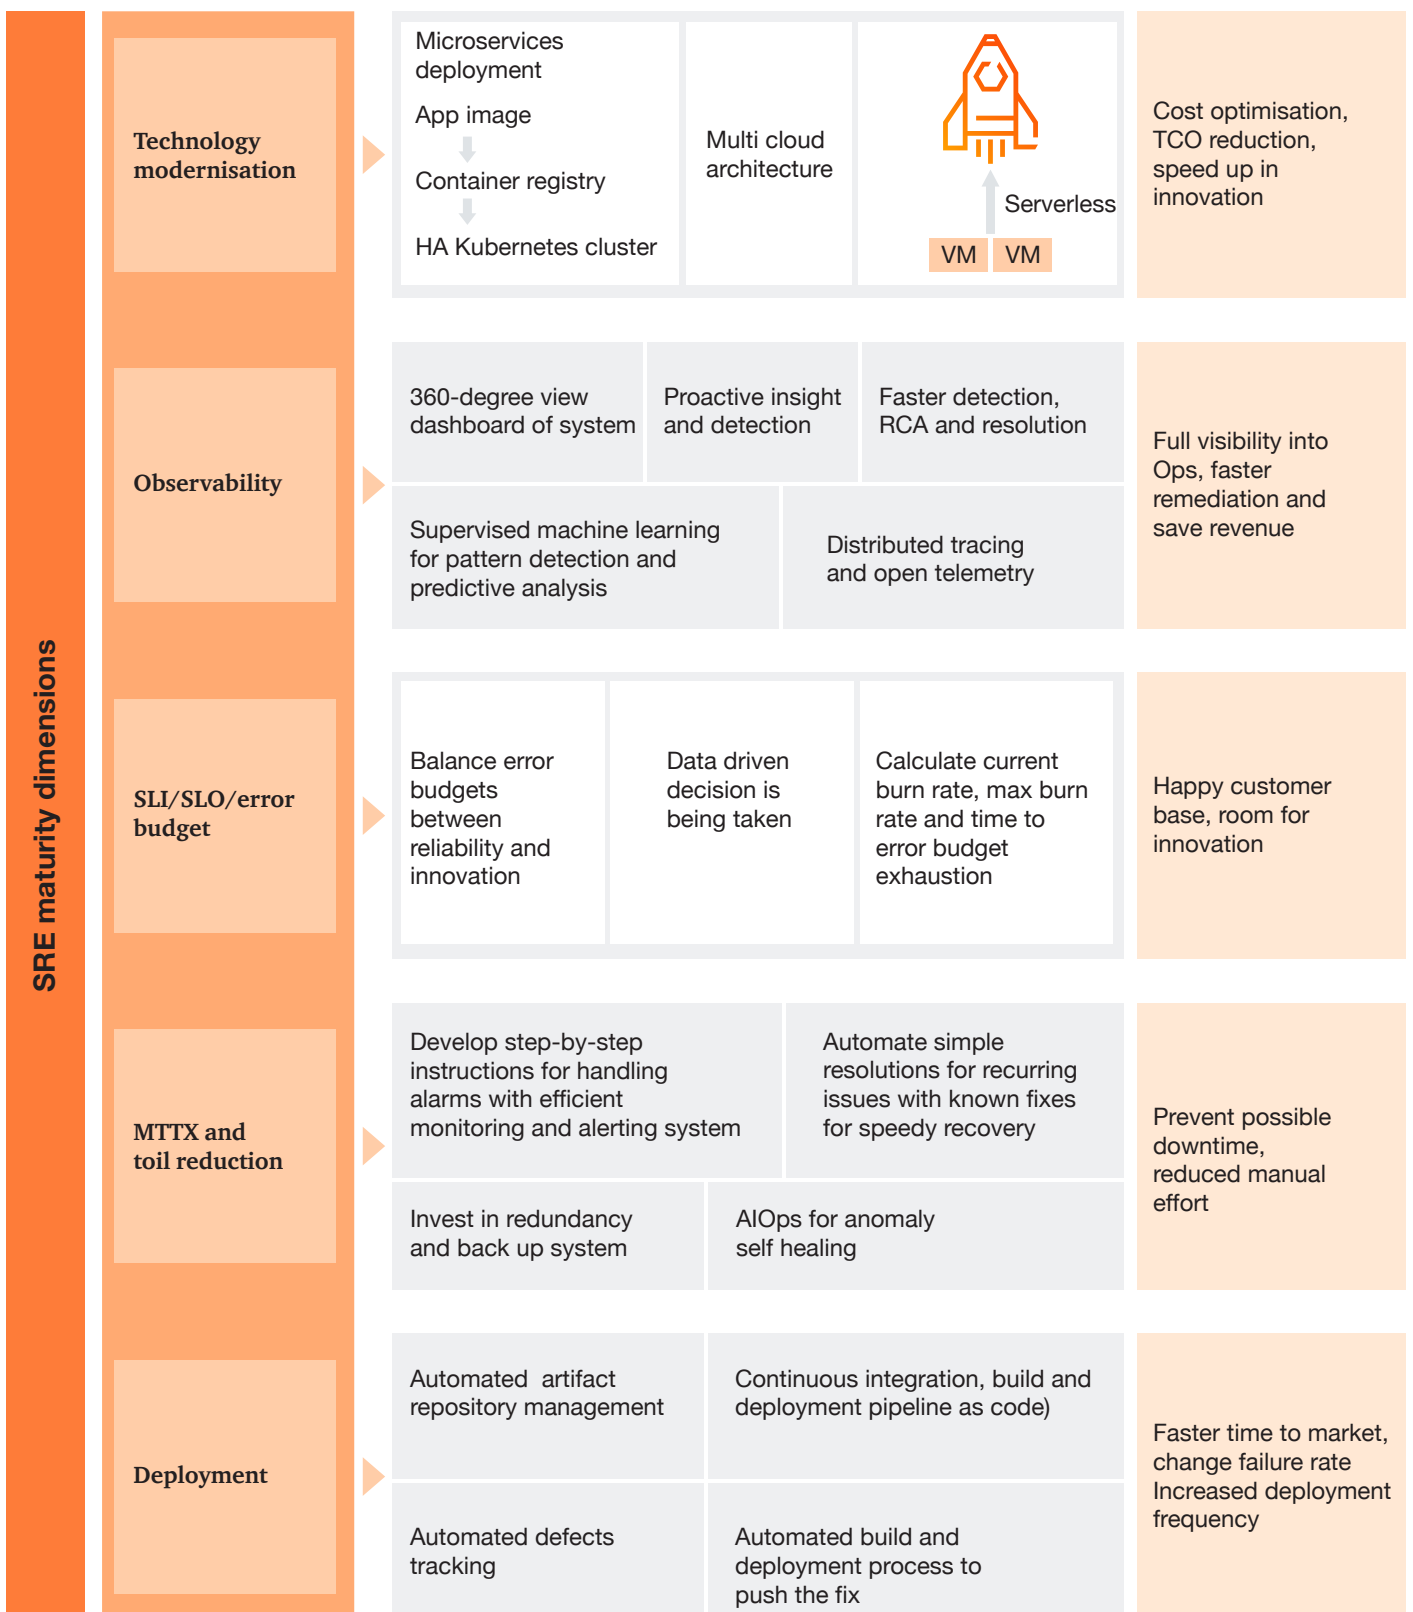 SRE maturity dimensions
Technology
modernisation
Microservices
deployment
App image
Container registry
HA Kubernetes cluster
Multi cloud
architecture
Serverless
VM
VM
Cost optimisation,
TCO reduction,
speed up in
innovation
Observability
360-degree view
dashboard of system
Proactive insight
and detection
Faster detection,
RCA and resolution
Supervised machine learning
for pattern detection and
predictive analysis
Distributed tracing
and open telemetry
Full visibility into
Ops, faster
remediation and
save revenue
SLI/SLO/error
budget
Balance error
budgets
between
reliability and
innovation
Data driven
decision is
being taken
Calculate current
burn rate, max burn
rate and time to
error budget
exhaustion
Happy customer
base, room for
innovation
MTTX and
toil reduction
Develop step-by-step
instructions for handling
alarms with efficient
monitoring and alerting system
Automate simple
resolutions for recurring
issues with known fixes
for speedy recovery
Invest in redundancy
and back up system
AIOps for anomaly
self healing
Prevent possible
downtime,
reduced manual
effort
Deployment
Automated  artifact
repository management
Continuous integration, build and
deployment pipeline as code)
Automated defects
tracking
Automated build and
deployment process to
push the fix
Faster time to market,
change failure rate
Increased deployment
frequency